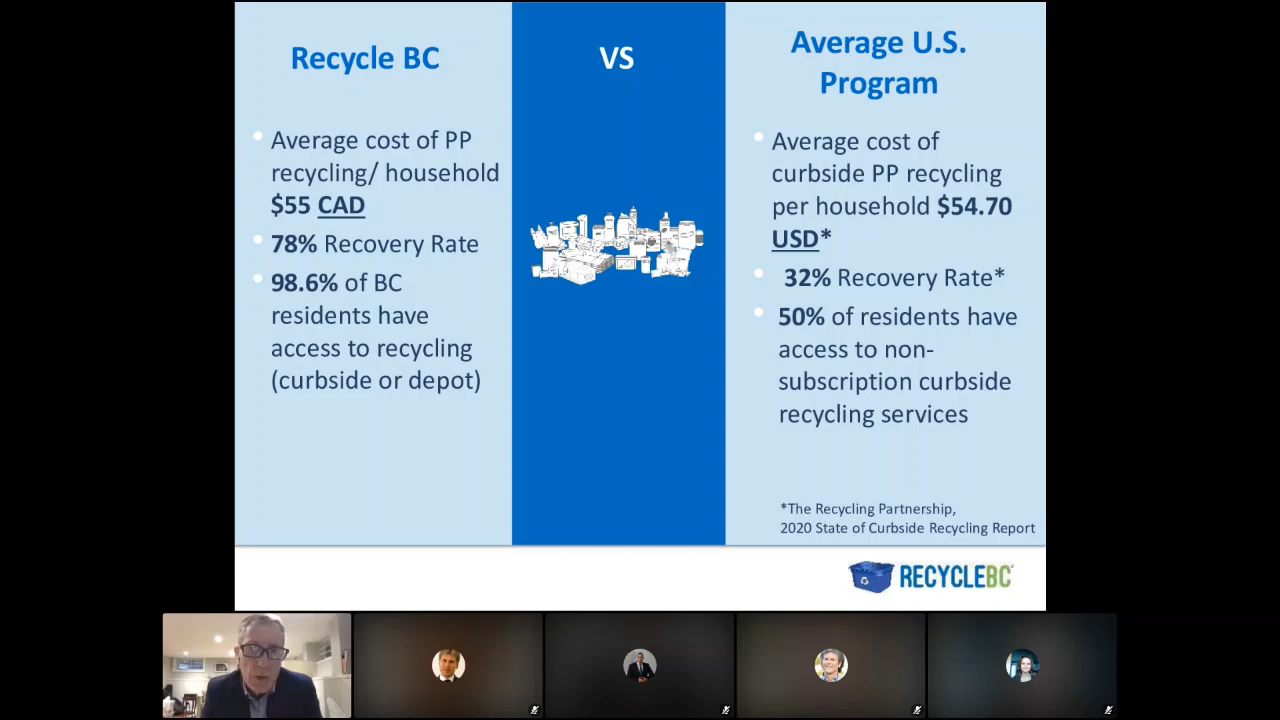 Recycle BC
Average cost of PP
recycling/ household
$55 CAD
78% Recovery Rate
98.6% of BC
residents have
access to recycling
(curbside or depot)
VS
Average U.S.
Program
Average cost of
curbside PP recycling
per household $54.70
USD*
32% Recovery Rate*
50% of residents have
access to non-
subscription curbside
recycling services
*The Recycling Partnership,
2020 State of Curbside Recycling Report
RECYCLEBC